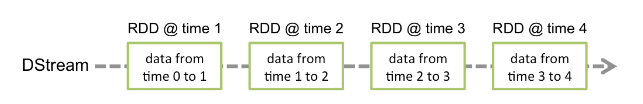 RDD @ time 1
RDD @ time 2
RDD @ time 3
RDD @ time 4
DStream
data from
time 0 to 1
data from
time 1 to 2
data from
time 2 to 3
data from
time 3 to 4